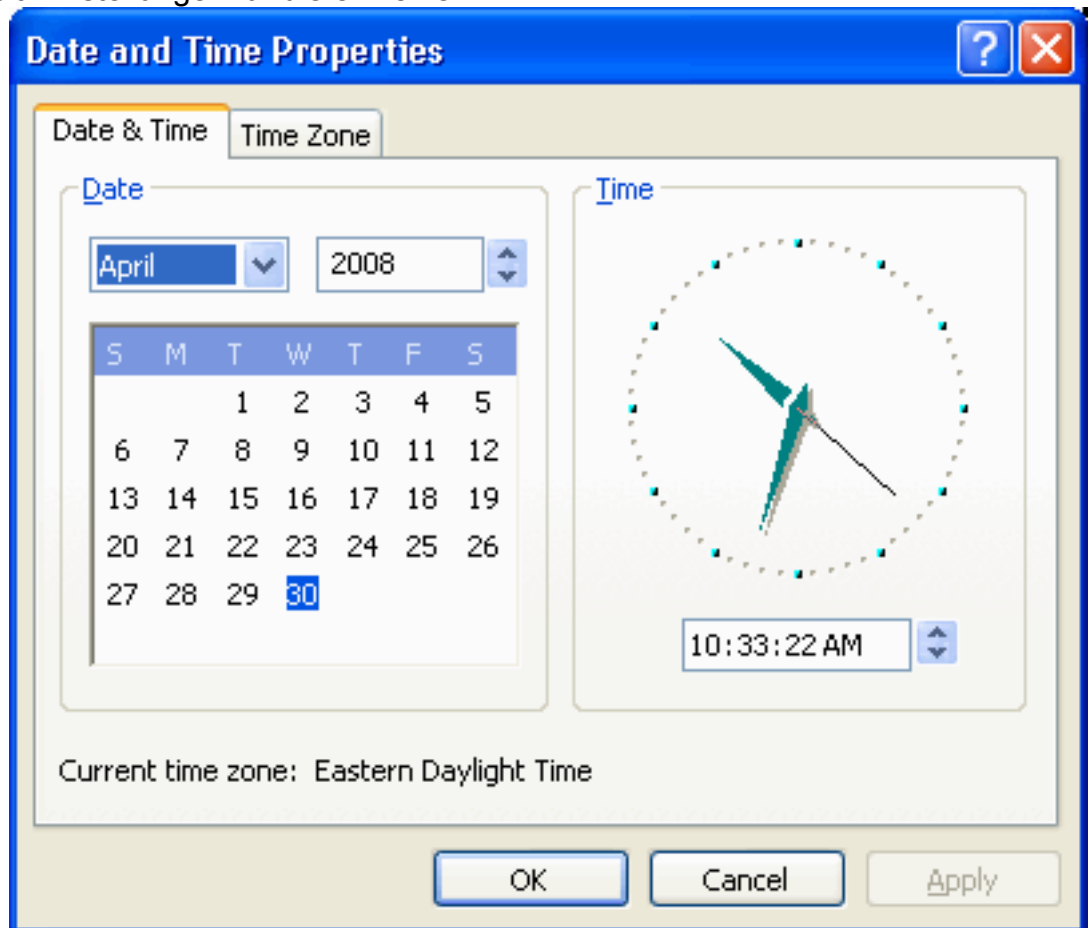 Date and Time Properties
Date & Time
Time Zone
Date
April
2008
S M T W T F S
1 2 3 4 5
6 7 8 9 10 11 12
13 14 15 16 17 18 19
20 21 22 23 24 25 26
27 28 29 30
Time
10:33:22 AM
Current time zone: Eastern Daylight Time
OK
Cancel
Apply